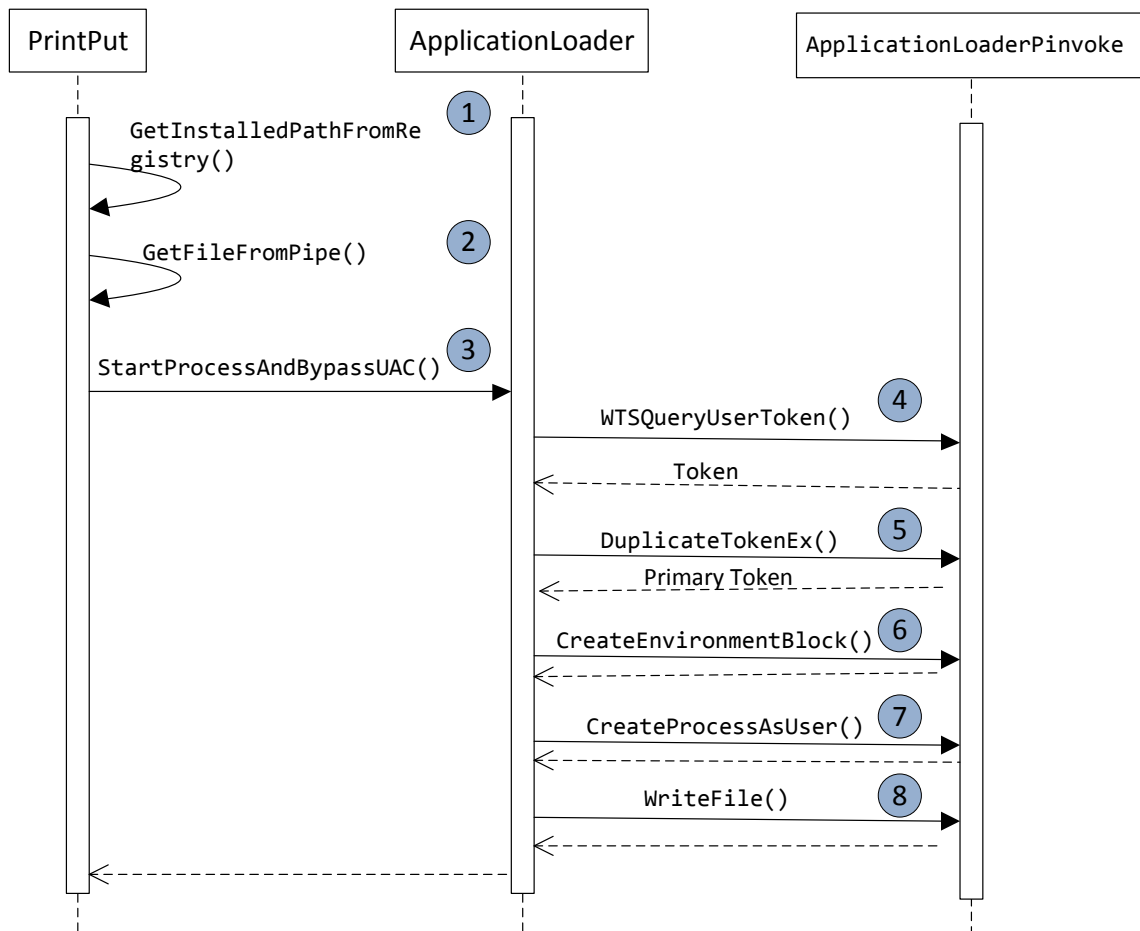 PrintPut
ApplicationLoader
ApplicationLoaderPinvoke
1
GetInstalledPathFromRe
gistry()
2
GetFileFromPipe()
3
StartProcessAndBypassUAC()
4
WTSQueryUserToken()
Token
5
DuplicateTokenEx()
Primary Token
6
CreateEnvironmentBlock()
7
CreateProcessAsUser()
8
WriteFile()